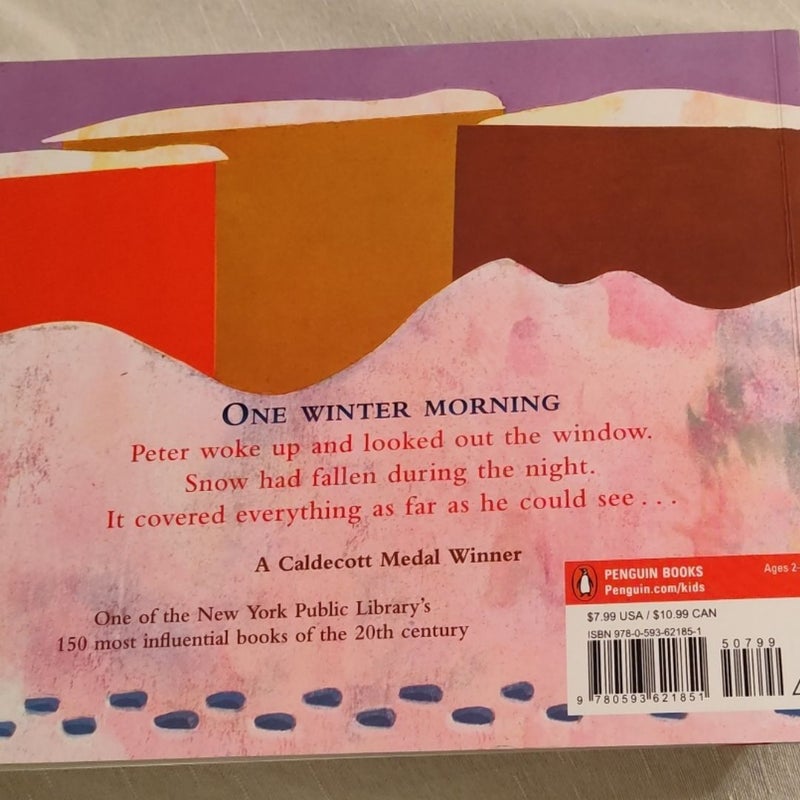 ONE WINTER MORNING
Peter woke up and looked out the window.
Snow had fallen during the night.
It covered everything as far as he could see . . .
A Caldecott Medal Winner
One of the New York Public Library's
150 most influential books of the 20th century
PENGUIN BOOKS
Penguin.com/kids
Ages 2-
$7.99 USA / $10.99 CAN
ISBN 978-0-593-62185-1
50799
9 780593 621851